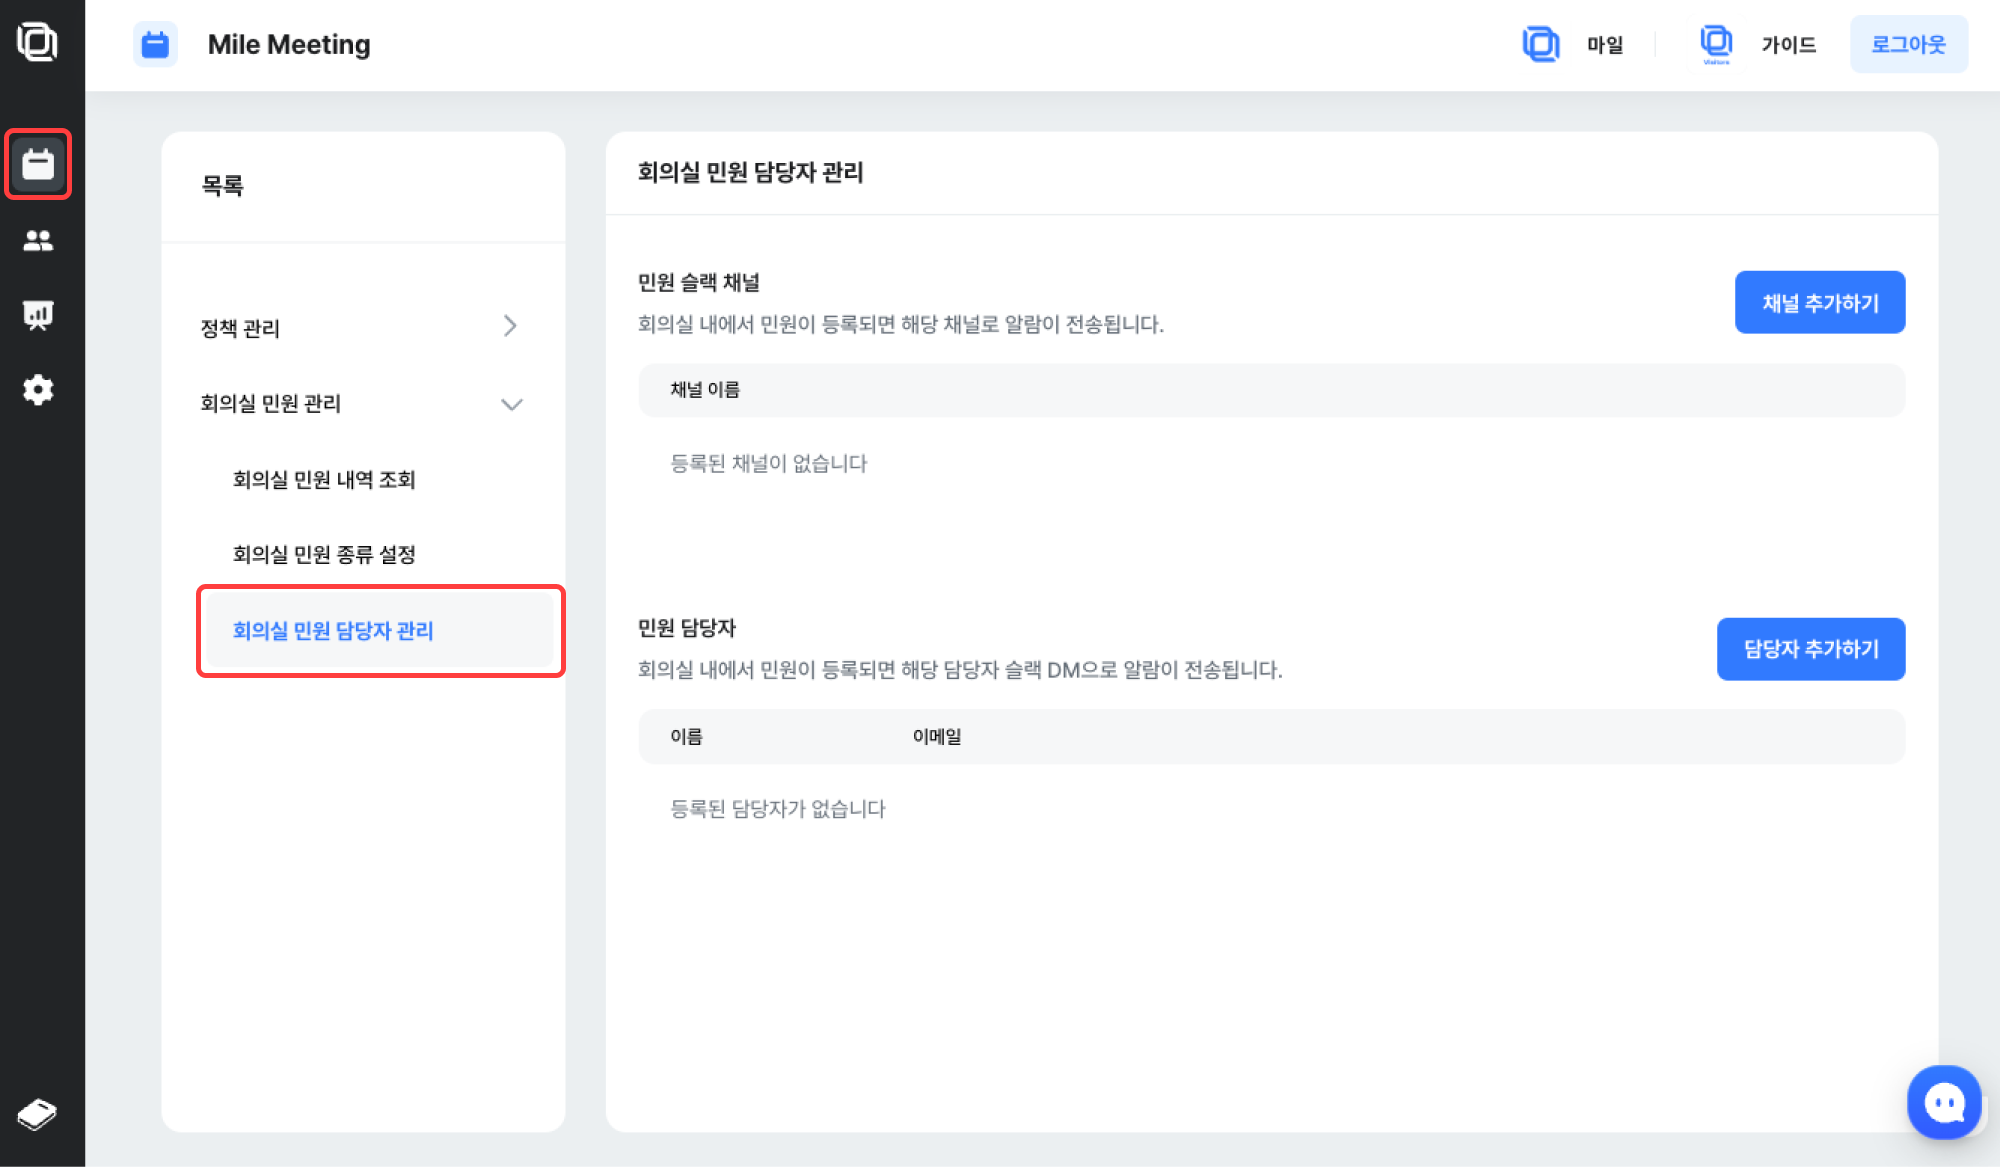 Mile Meeting
마일
Visitors
가이드
로그아웃
목록
정책 관리
회의실 민원 관리
회의실 민원 내역 조회
회의실 민원 종류 설정
회의실 민원 담당자 관리
회의실 민원 담당자 관리
민원 슬랙 채널
회의실 내에서 민원이 등록되면 해당 채널로 알람이 전송됩니다.
채널 추가하기
채널 이름
등록된 채널이 없습니다
민원 담당자
회의실 내에서 민원이 등록되면 해당 담당자 슬랙 DM으로 알람이 전송됩니다.
담당자 추가하기
이름 이메일
등록된 담당자가 없습니다